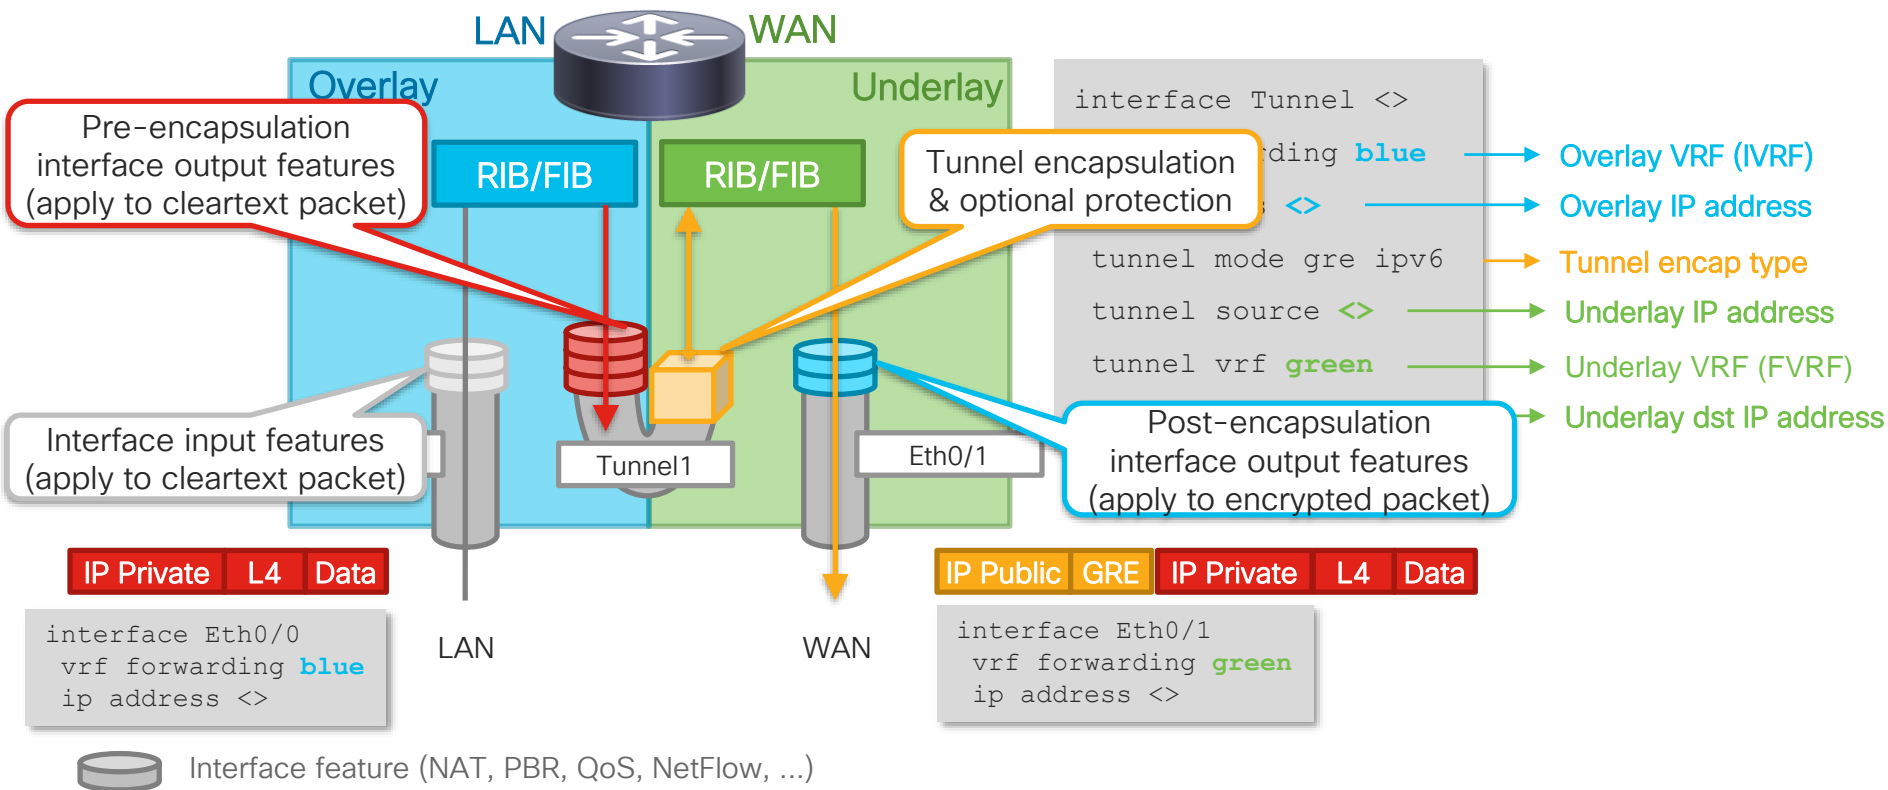 LAN
WAN
Overlay
Underlay
Pre-encapsulation
interface output features
(apply to cleartext packet)
RIB/FIB
RIB/FIB
Tunnel encapsulation
& optional protection
interface Tunnel <>
blue
<>
tunnel mode gre ipv6
tunnel source <>
tunnel vrf green
Overlay VRF (IVRF)
Overlay IP address
Tunnel encap type
Underlay IP address
Underlay VRF (FVRF)
Underlay dst IP address
Interface input features
(apply to cleartext packet)
Tunnel1
Eth0/1
Post-encapsulation
interface output features
(apply to encrypted packet)
IP Private L4 Data
IP Public GRE IP Private L4 Data
interface Eth0/0
vrf forwarding blue
ip address <>
LAN
WAN
interface Eth0/1
vrf forwarding green
ip address <>
Interface feature (NAT, PBR, QoS, NetFlow, ...)